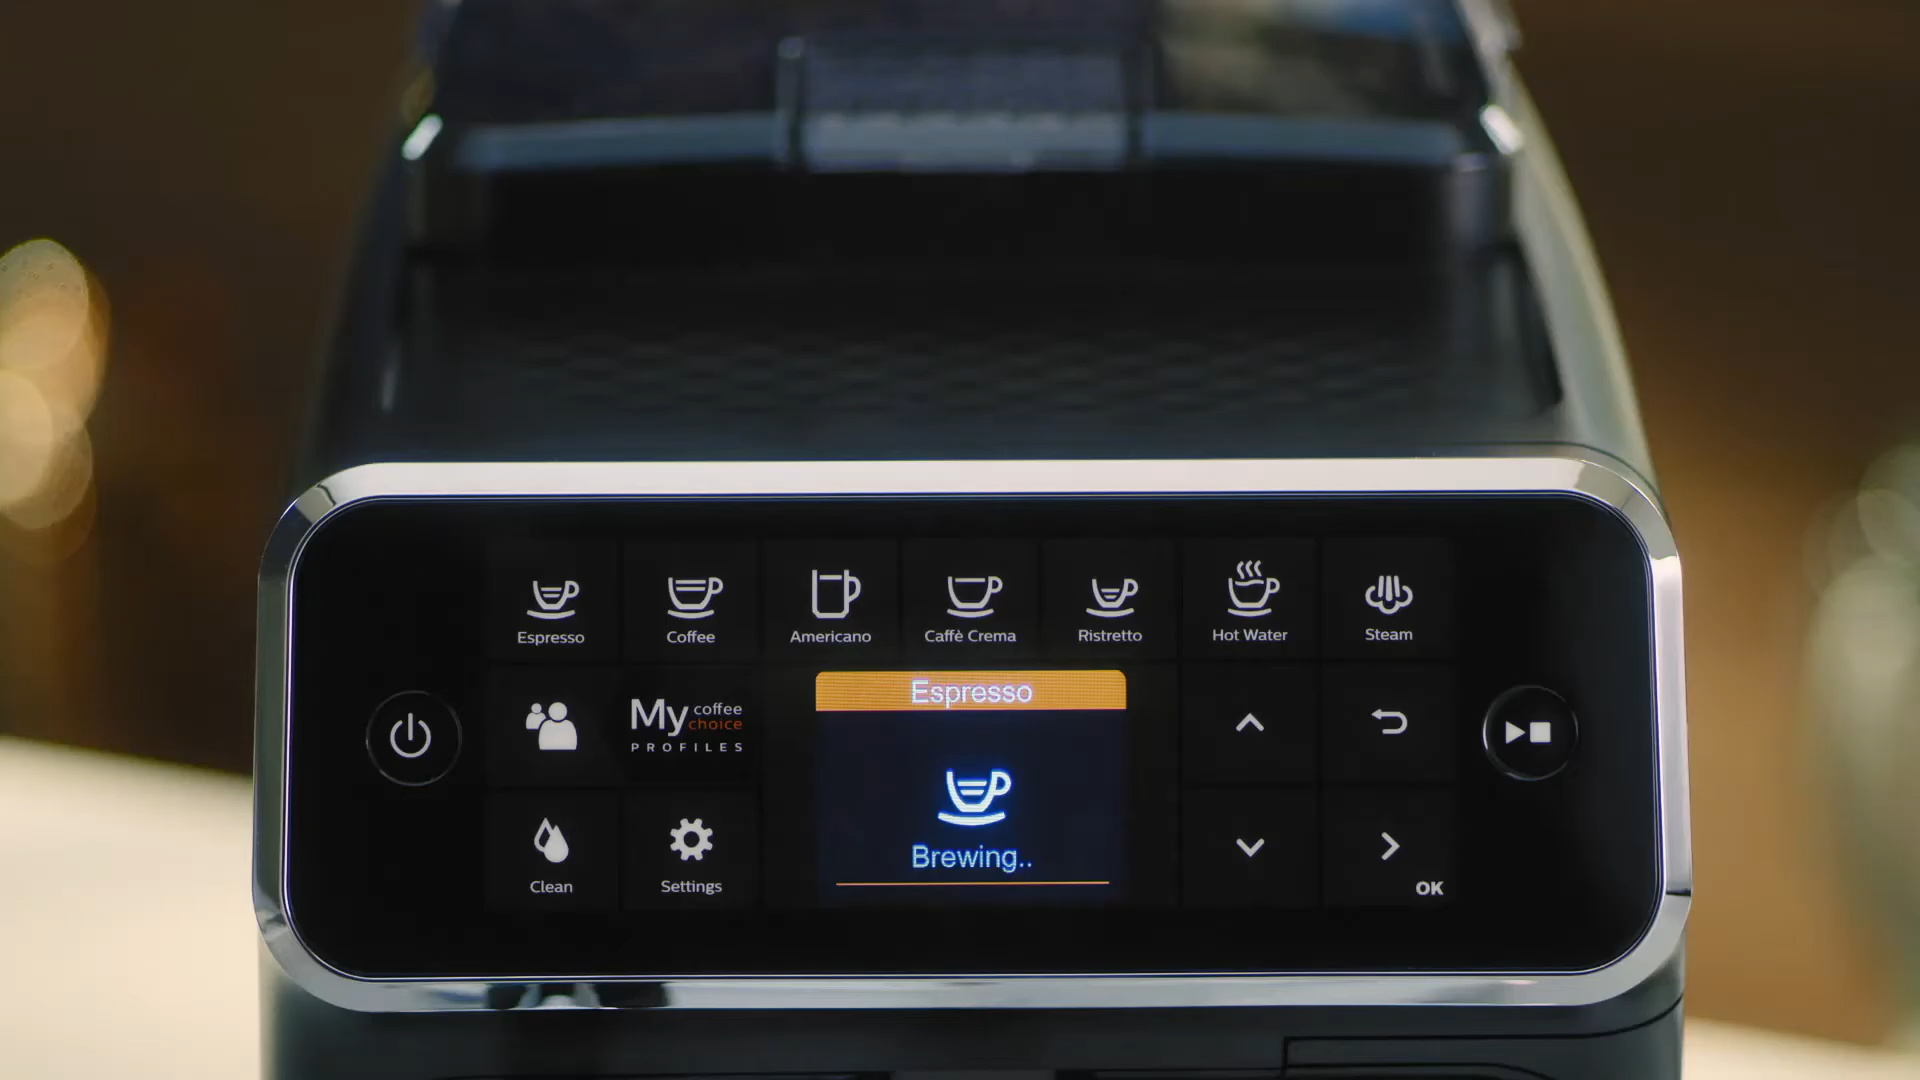 Espresso
Coffee
Americano
Caffè Crema
Ristretto
Hot Water
Steam
My coffee choice
PROFILES
Espresso
Brewing..
Clean
Settings
OK